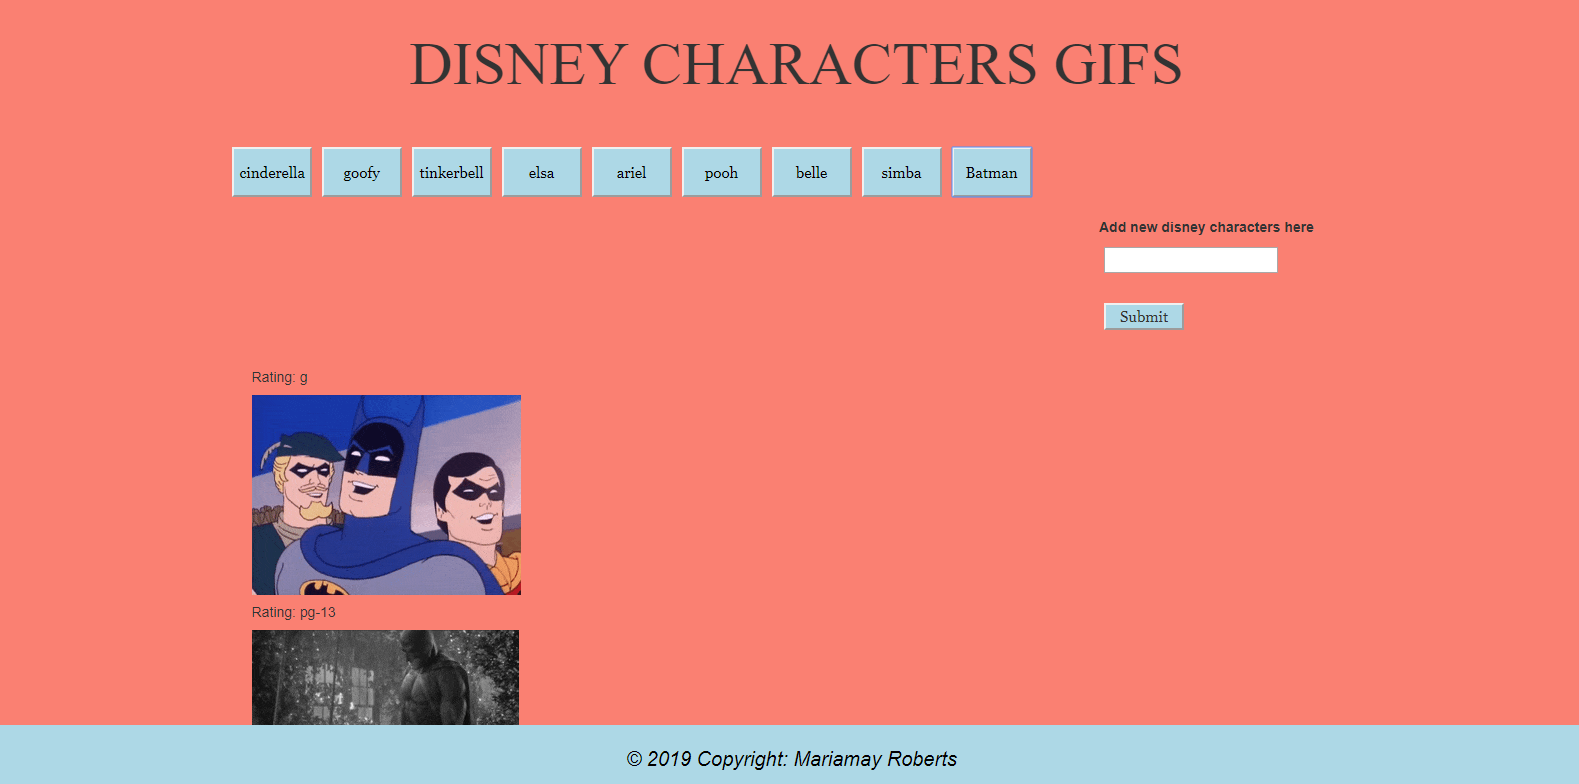 DISNEY CHARACTERS GIFS
cinderella goofy tinkerbell elsa ariel pooh belle simba Batman
Add new disney characters here
Submit
Rating: g
Rating: pg-13
© 2019 Copyright: Mariamay Roberts